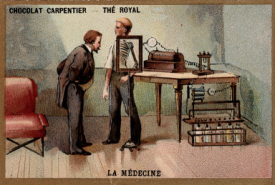 CHOCOLAT CARPENTIER - THÉ ROYAL
LA MÉDECINE